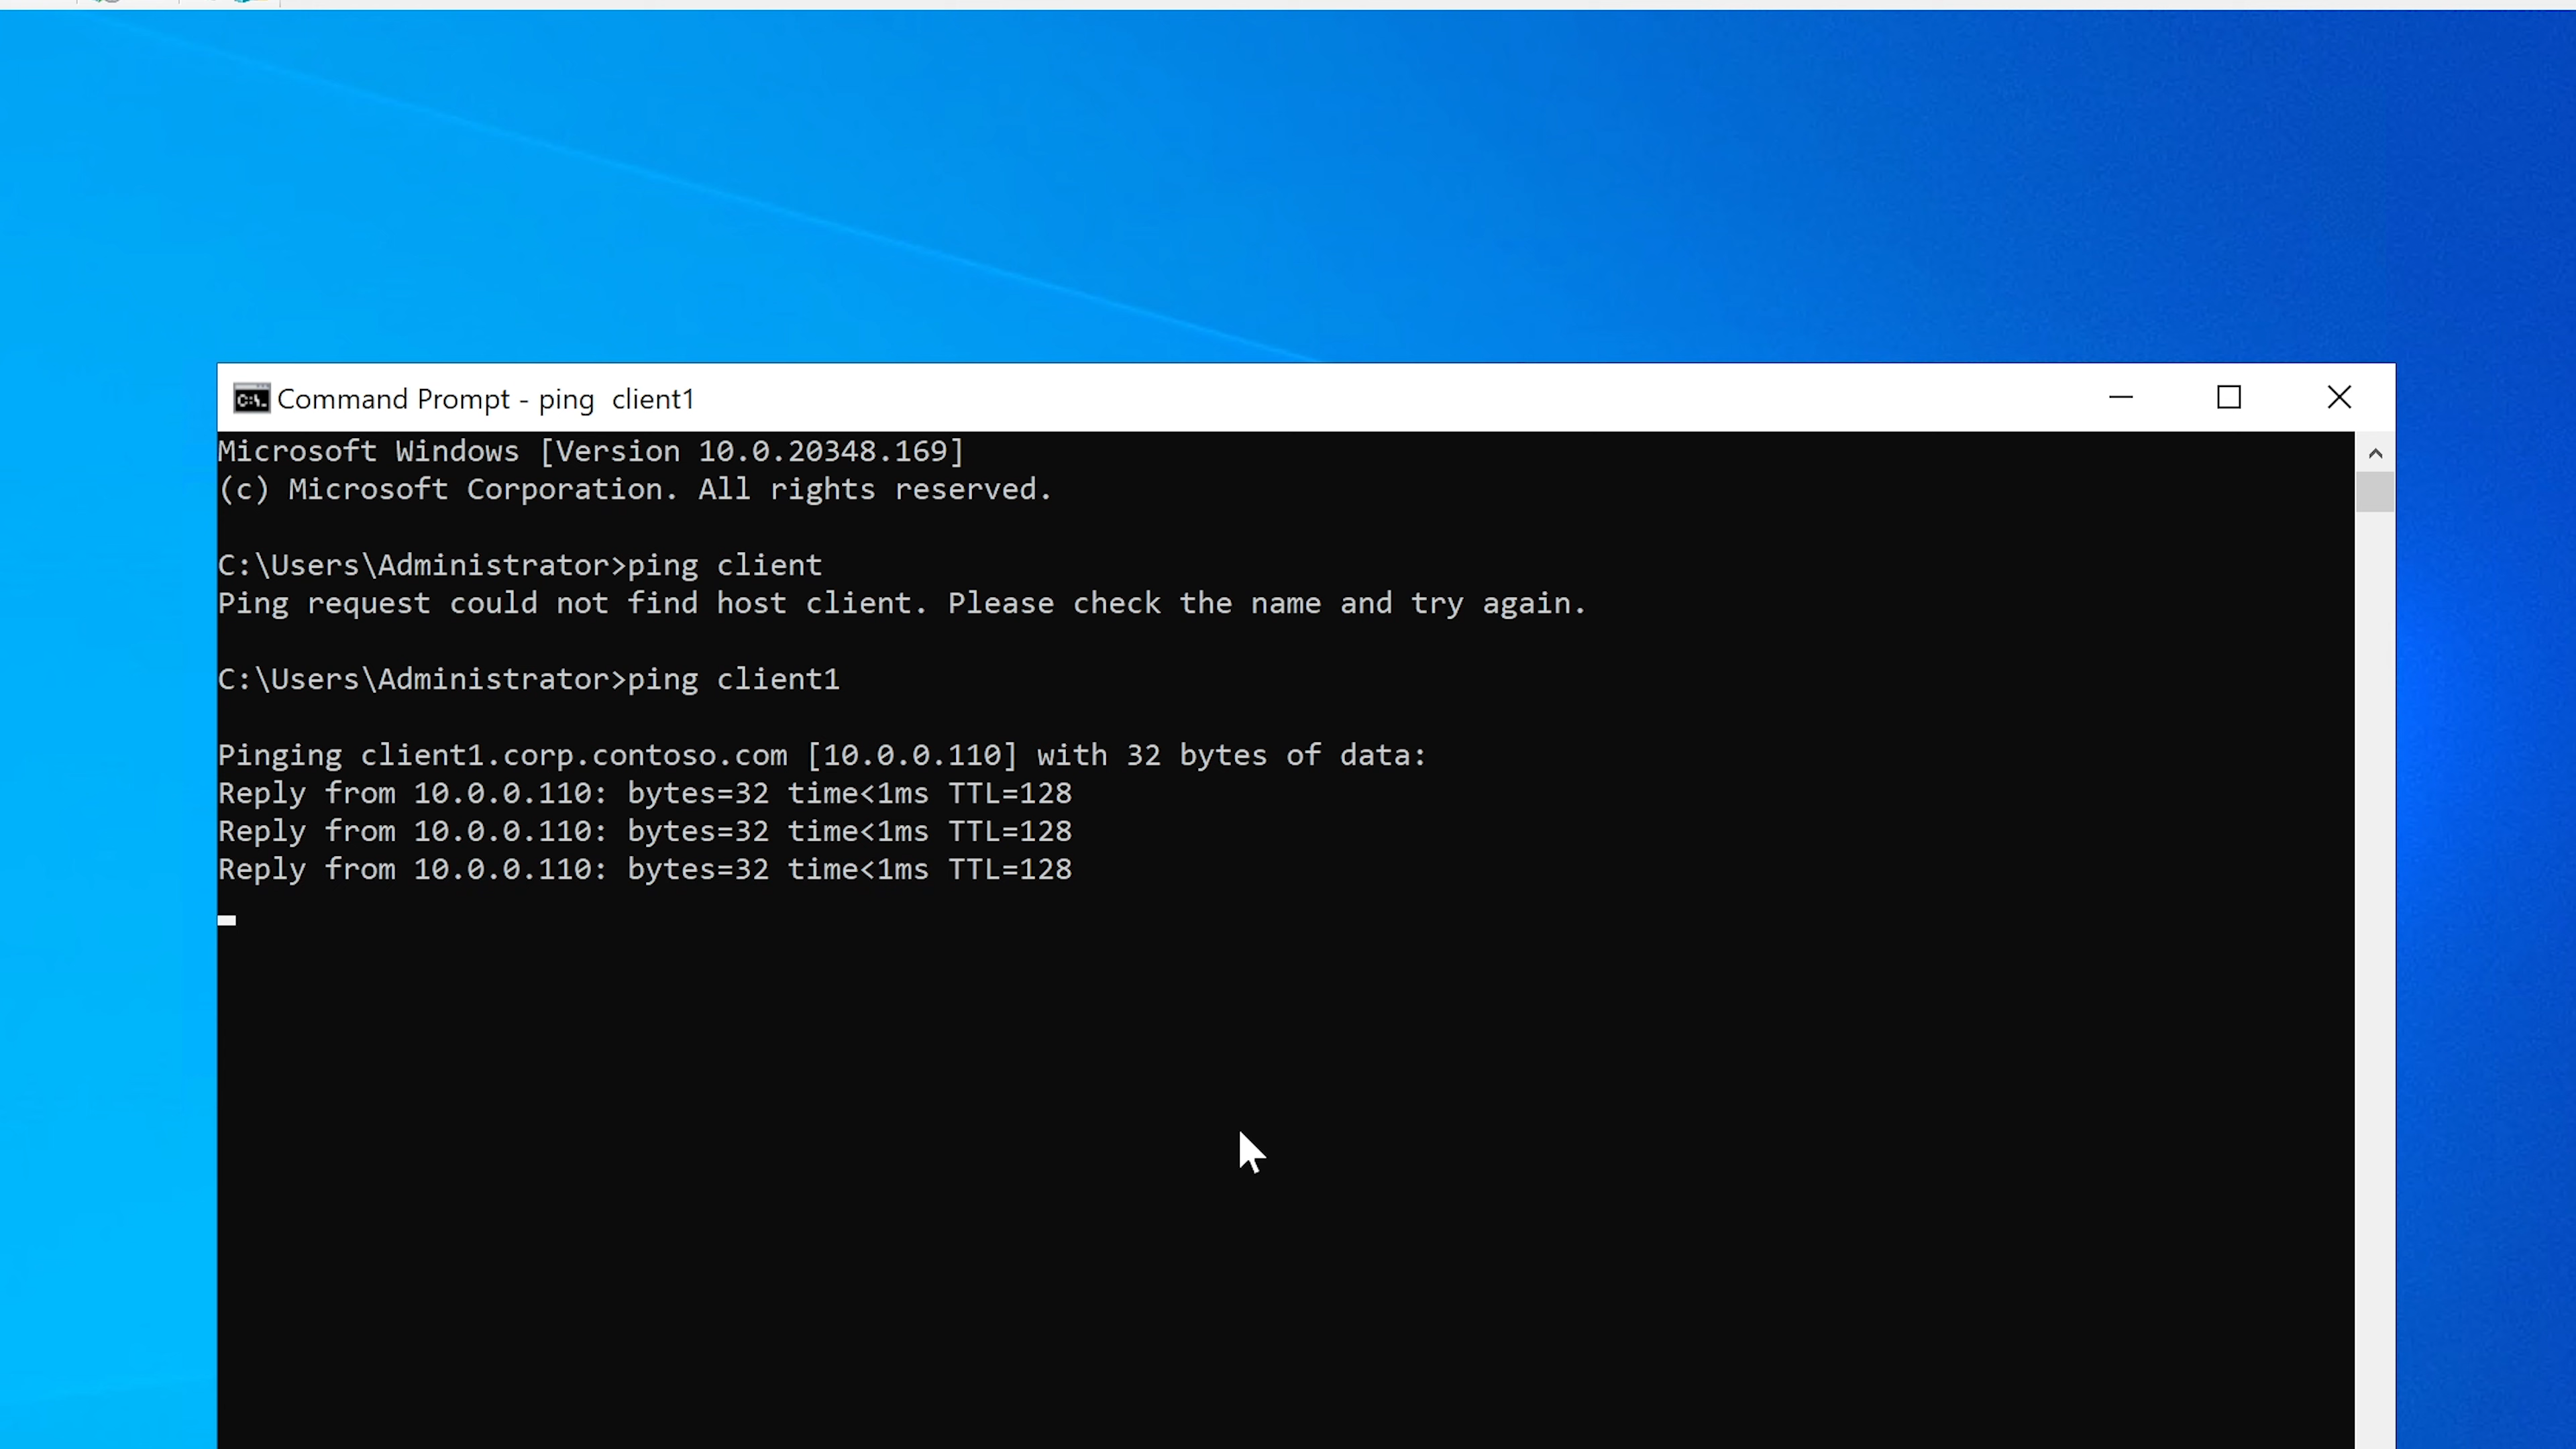 Command Prompt - ping  client1
Microsoft Windows [Version 10.0.20348.169]
(c) Microsoft Corporation. All rights reserved.
C:\Users\Administrator>ping client
Ping request could not find host client. Please check the name and try again.
C:\Users\Administrator>ping client1
Pinging client1.corp.contoso.com [10.0.0.110] with 32 bytes of data:
Reply from 10.0.0.110: bytes=32 time<1ms TTL=128
Reply from 10.0.0.110: bytes=32 time<1ms TTL=128
Reply from 10.0.0.110: bytes=32 time<1ms TTL=128